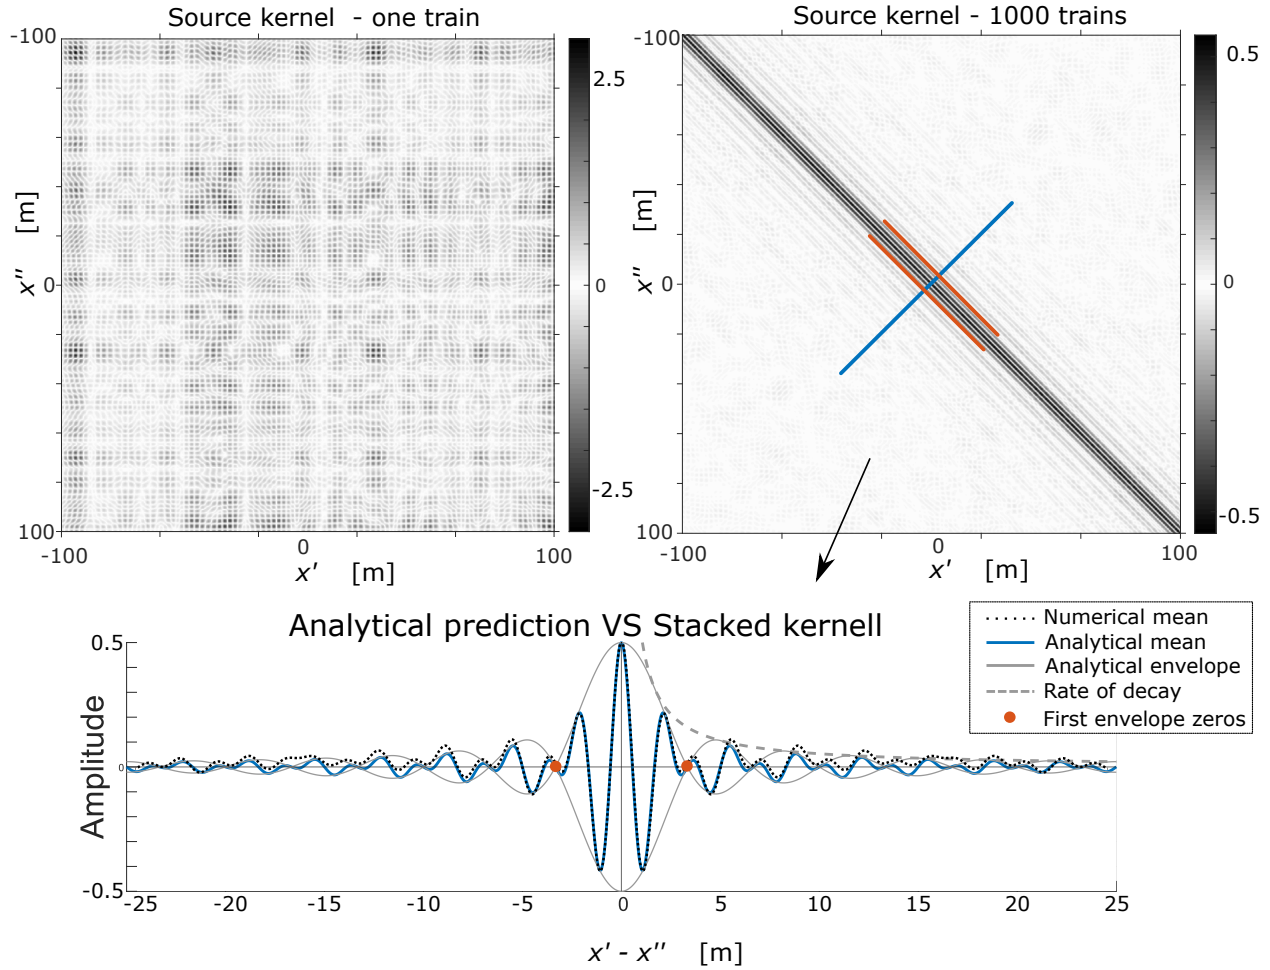 Source kernel - one train
-100
0
100
x'' [m]
-100
0
100
x' [m]
2.5
0
-2.5
Source kernel - 1000 trains
-100
0
100
x'' [m]
-100
0
100
x' [m]
0.5
0
-0.5
Analytical prediction VS Stacked kernell
Numerical mean
Analytical mean
Analytical envelope
Rate of decay
First envelope zeros
0.5
0
-0.5
Amplitude
-25
-20
-15
-10
-5
0
5
10
15
20
25
x' - x'' [m]